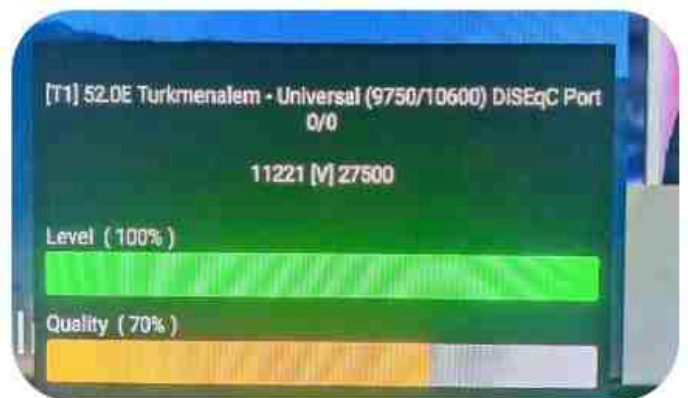 [T1] 52.0E Turkmenalem - Universal (9750/10600) DiSEqC Port
0/0
11221 [V] 27500
Level ( 100% )
Quality ( 70% )